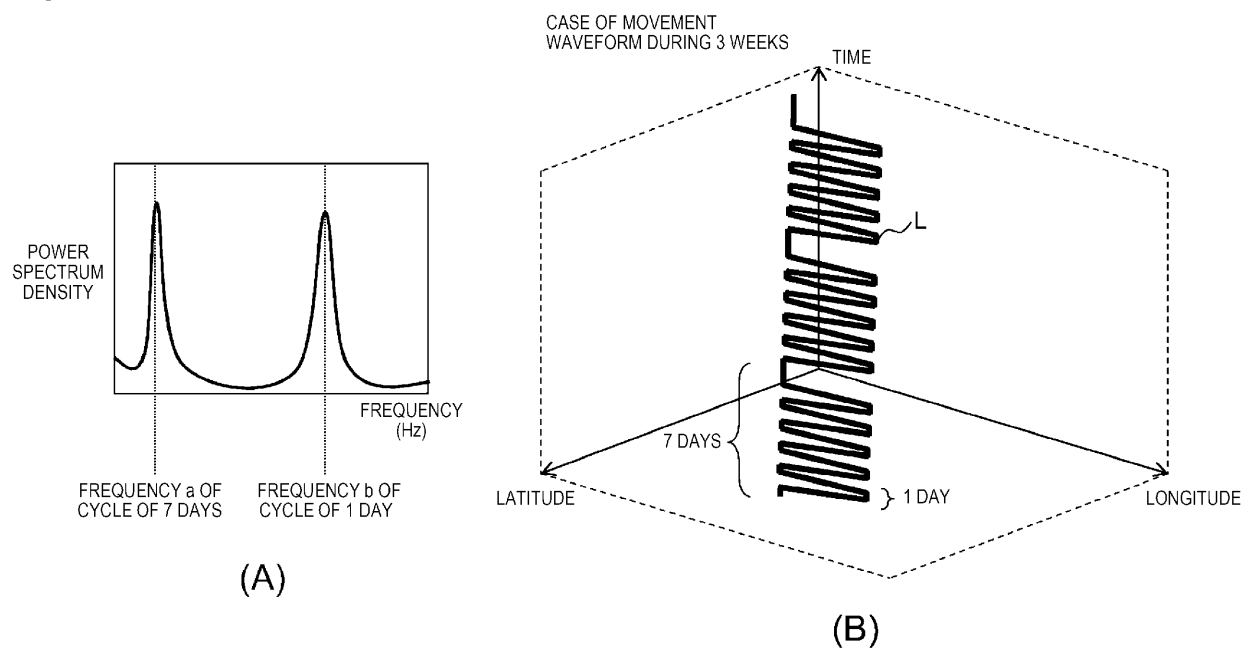 CASE OF MOVEMENT
WAVEFORM DURING 3 WEEKS
TIME
L
POWER
SPECTRUM
DENSITY
FREQUENCY
(Hz)
7 DAYS
FREQUENCY a OF
CYCLE OF 7 DAYS
FREQUENCY b OF
CYCLE OF 1 DAY
LATITUDE
1 DAY
LONGITUDE
(A)
(B)